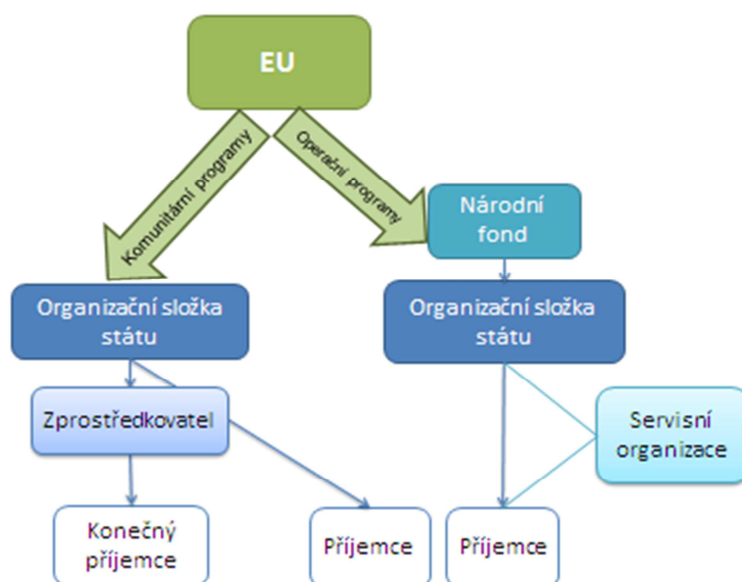 EU
Komunitární programy
Operační programy
Národní
fond
Organizační složka
státu
Organizační složka
státu
Zprostředkovatel
Servisní
organizace
Konečný
příjemce
Příjemce
Příjemce